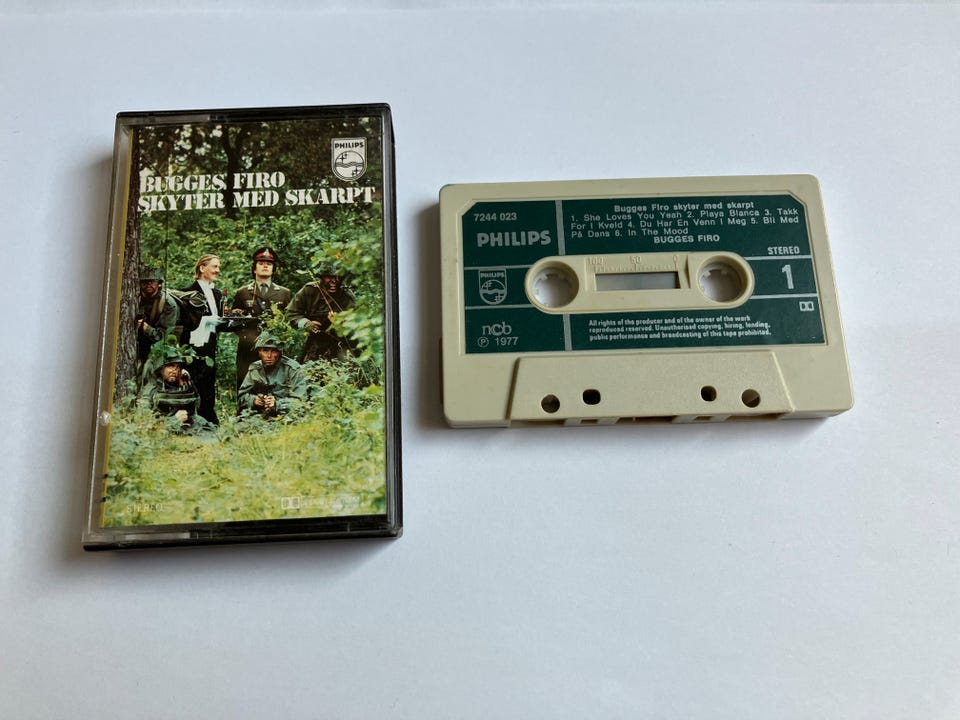 PHILIPS
BUGGES FIRO
SKYTER MED SKARPT
STEREO
7244 023
PHILIPS
Bugges Firo skyter med skarpt
1. She Loves You Yeah 2. Playa Blanca 3. Takk
For I Kveld 4. Du Har En Venn I Meg 5. Bli Med
På Dans 6. In The Mood
BUGGES FIRO
STEREO
1
100 50 0
PHILIPS
ncb
Ⓟ 1977
All rights of the producer and of the owner of the work
reproduced reserved. Unauthorised copying, hiring, lending,
public performance and broadcasting of this tape prohibited.